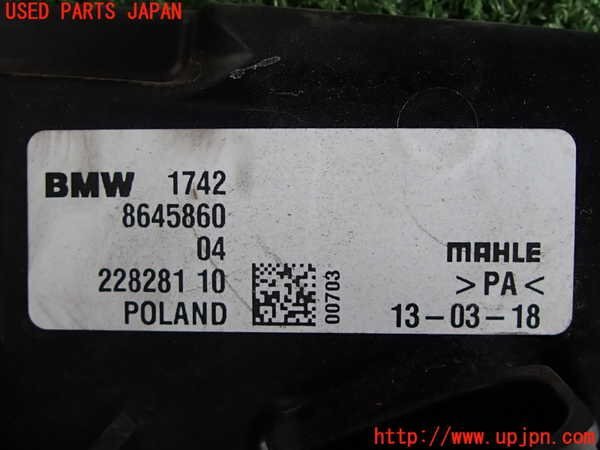 USED PARTS JAPAN
BMW 1742
8645860
04
228281 10
POLAND
00703
MAHLE
>PA<
13-03-18
http://www.upjpn.com/